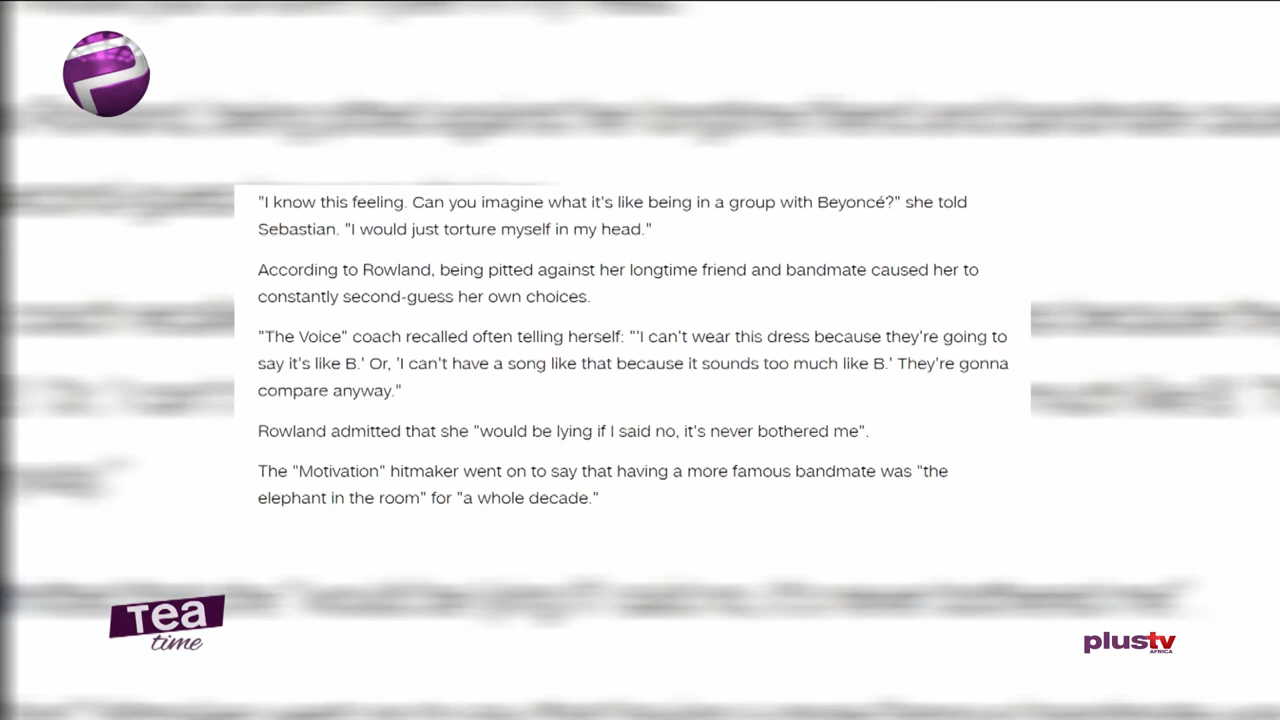 "I know this feeling. Can you imagine what it's like being in a group with Beyoncé?" she told
Sebastian. "I would just torture myself in my head."
According to Rowland, being pitted against her longtime friend and bandmate caused her to
constantly second-guess her own choices.
"The Voice" coach recalled often telling herself: "'I can't wear this dress because they're going to
say it's like B.' Or, 'I can't have a song like that because it sounds too much like B.' They're gonna
compare anyway."
Rowland admitted that she "would be lying if I said no, it's never bothered me".
The "Motivation" hitmaker went on to say that having a more famous bandmate was "the
elephant in the room" for "a whole decade."
Tea
time
plustv
AFRICA